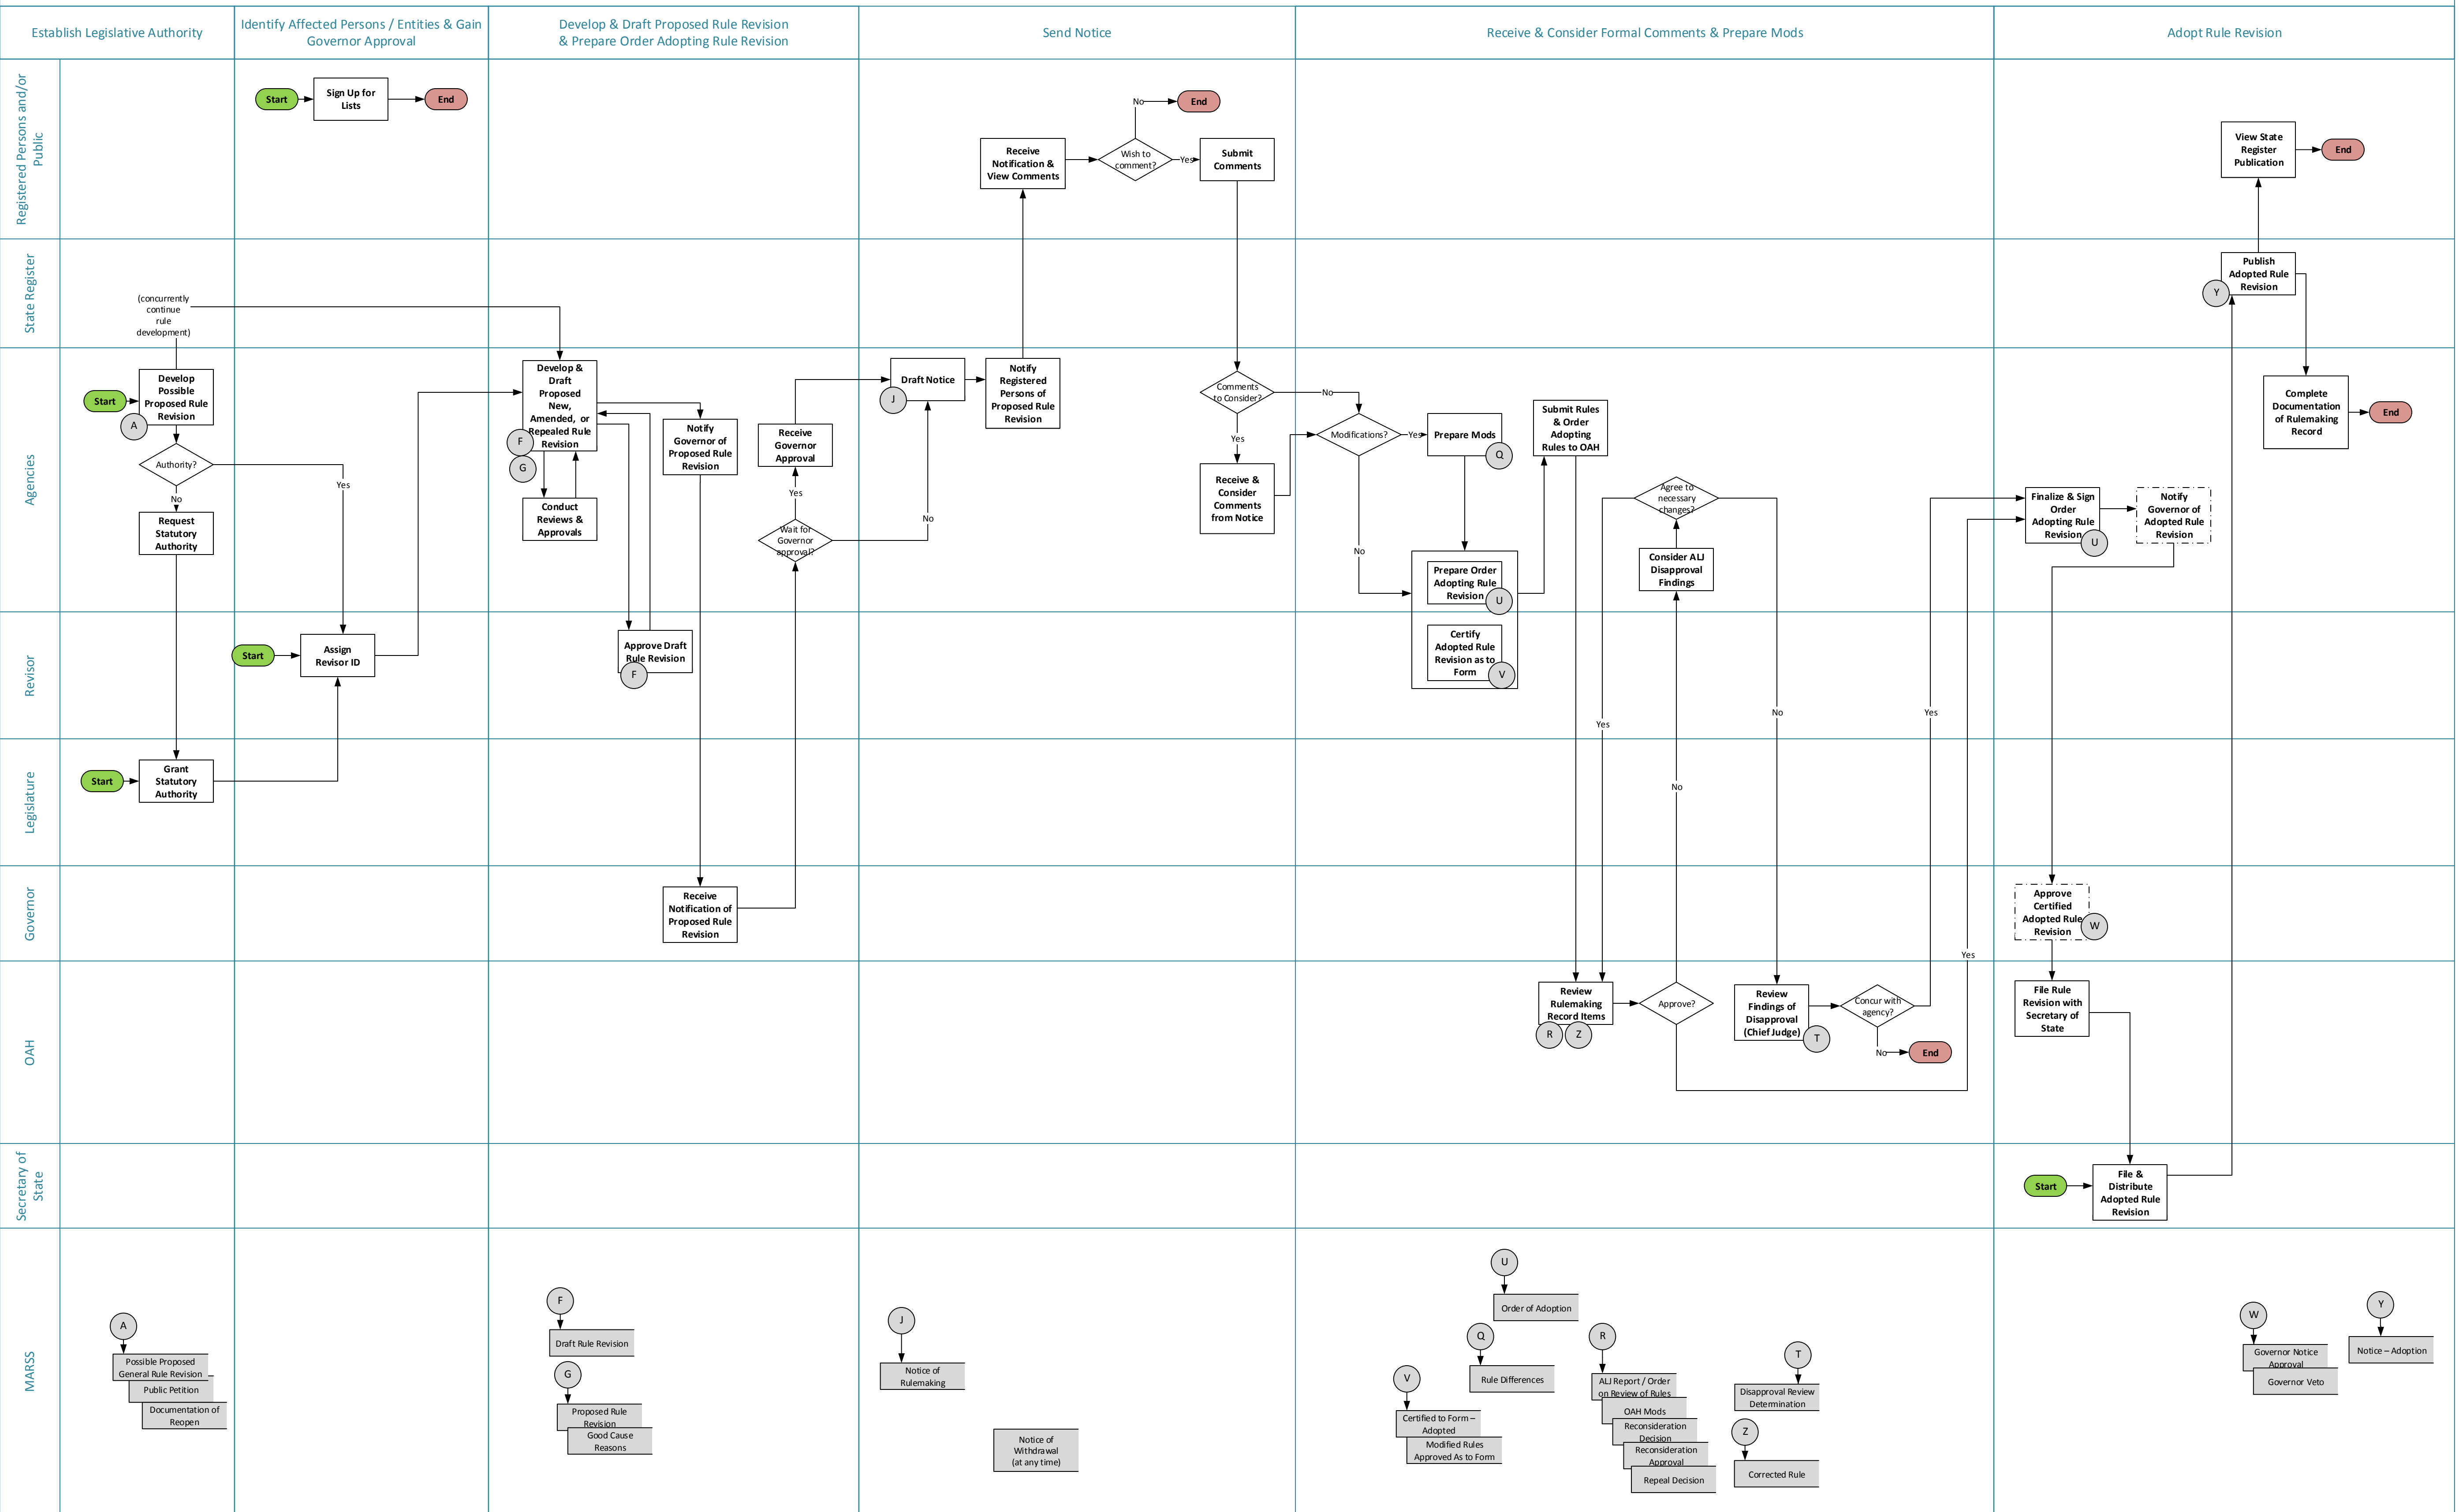 Establish Legislative Authority
Identify Affected Persons / Entities & Gain
Governor Approval
Develop & Draft Proposed Rule Revision
& Prepare Order Adopting Rule Revision
Send Notice
Receive & Consider Formal Comments & Prepare Mods
Adopt Rule Revision
Registered Persons and/or
Public
Start
Sign Up for
Lists
End
Receive
Notification &
View Comments
Wish to
comment?
No
End
Yes
Submit
Comments
View State
Register
Publication
End
State Register
(concurrently
continue
rule
development)
Publish
Adopted Rule
Revision
Y
Agencies
Start
Develop
Possible
Proposed Rule
Revision
A
Authority?
Yes
No
Request
Statutory
Authority
Develop &
Draft
Proposed
New,
Amended, or
Repealed Rule
Revision
F
G
Conduct
Reviews &
Approvals
Notify
Governor of
Proposed Rule
Revision
Receive
Governor
Approval
Yes
Wait for
Governor
approval?
No
Draft Notice
J
Notify
Registered
Persons of
Proposed Rule
Revision
Comments
to Consider?
No
Yes
Receive &
Consider
Comments
from Notice
Modifications?
Yes
No
Prepare Mods
Q
Prepare Order
Adopting Rule
Revision
U
Submit Rules
& Order
Adopting
Rules to OAH
Agree to
necessary
changes?
Consider ALJ
Disapproval
Findings
Finalize & Sign
Order
Adopting Rule
Revision
U
Notify
Governor of
Adopted Rule
Revision
Complete
Documentation
of Rulemaking
Record
End
Revisor
Start
Assign
Revisor ID
Approve Draft
Rule Revision
F
Certify
Adopted Rule
Revision as to
Form
V
Yes
No
Yes
Legislature
Start
Grant
Statutory
Authority
No
Governor
Receive
Notification of
Proposed Rule
Revision
Approve
Certified
Adopted Rule
Revision
W
Yes
OAH
Review
Rulemaking
Record Items
R
Z
Approve?
Review
Findings of
Disapproval
(Chief Judge)
T
Concur with
agency?
No
End
File Rule
Revision with
Secretary of
State
Secretary of
State
Start
File &
Distribute
Adopted Rule
Revision
MARSS
A
Possible Proposed
General Rule Revision
Public Petition
Documentation of
Reopen
F
Draft Rule Revision
G
Proposed Rule
Revision
Good Cause
Reasons
J
Notice of
Rulemaking
Notice of
Withdrawal
(at any time)
U
Order of Adoption
Q
Rule Differences
V
Certified to Form –
Adopted
Modified Rules
Approved As to Form
R
ALJ Report / Order
on Review of Rules
OAH Mods
Reconsideration
Decision
Reconsideration
Approval
Repeal Decision
T
Disapproval Review
Determination
Z
Corrected Rule
W
Governor Notice
Approval
Governor Veto
Y
Notice – Adoption